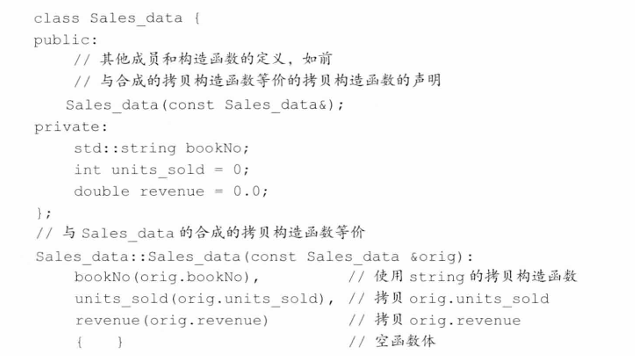 class Sales_data {
public:
    // 其他成员和构造函数的定义，如前
    // 与合成的拷贝构造函数等价的拷贝构造函数的声明
    Sales_data(const Sales_data&);
private:
    std::string bookNo;
    int units_sold = 0;
    double revenue = 0.0;
};
// 与 Sales_data 的合成的拷贝构造函数等价
Sales_data::Sales_data(const Sales_data &orig):
    bookNo(orig.bookNo),         // 使用 string 的拷贝构造函数
    units_sold(orig.units_sold), // 拷贝 orig.units_sold
    revenue(orig.revenue)        // 拷贝 orig.revenue
    {    }                       // 空函数体